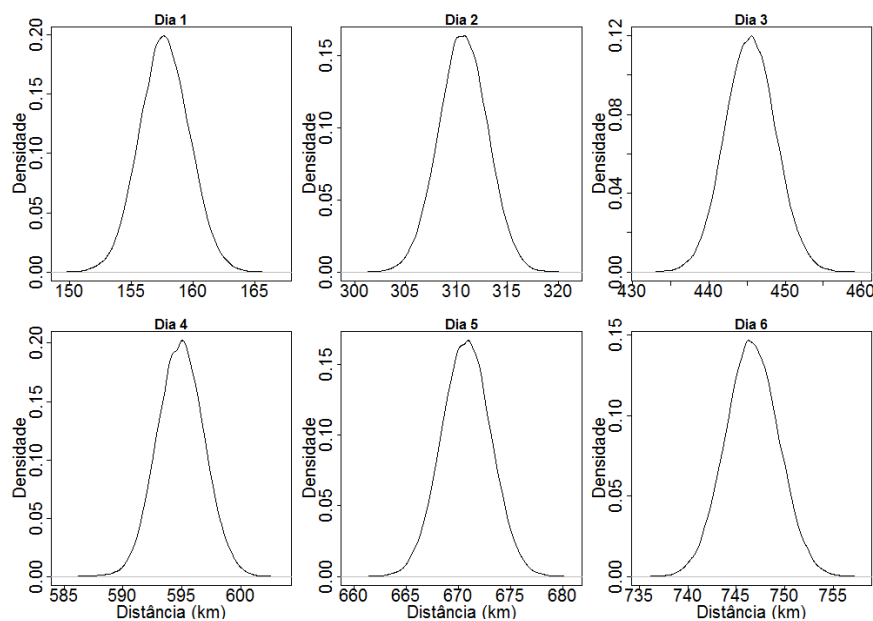 Dia 1
Densidade
0.00 0.05 0.10 0.15 0.20
150 155 160 165
Dia 2
Densidade
0.00 0.05 0.10 0.15
300 305 310 315 320
Dia 3
Densidade
0.00 0.04 0.08 0.12
430 440 450 460
Dia 4
Densidade
0.00 0.05 0.10 0.15 0.20
585 590 595 600
Distância (km)
Dia 5
Densidade
0.00 0.05 0.10 0.15
660 665 670 675 680
Distância (km)
Dia 6
Densidade
0.00 0.05 0.10 0.15
735 740 745 750 755
Distância (km)